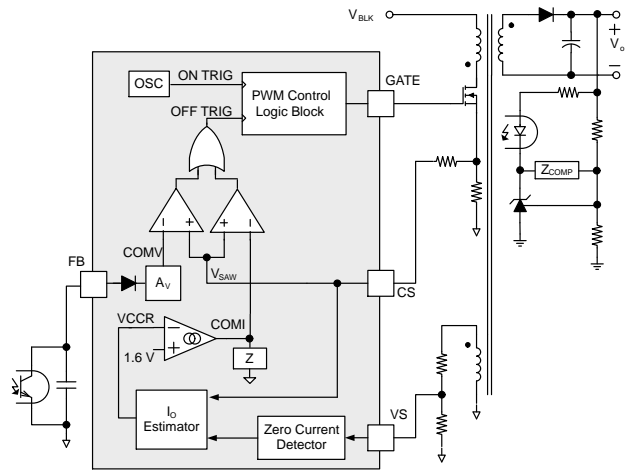 V_BLK
+
V_o
−
OSC
ON TRIG
PWM Control
Logic Block
GATE
OFF TRIG
Z_COMP
−
+
+
−
COMV
V_SAW
FB
A_V
CS
VCCR
COMI
−
1.6 V
+
Z
VS
I_O
Estimator
Zero Current
Detector